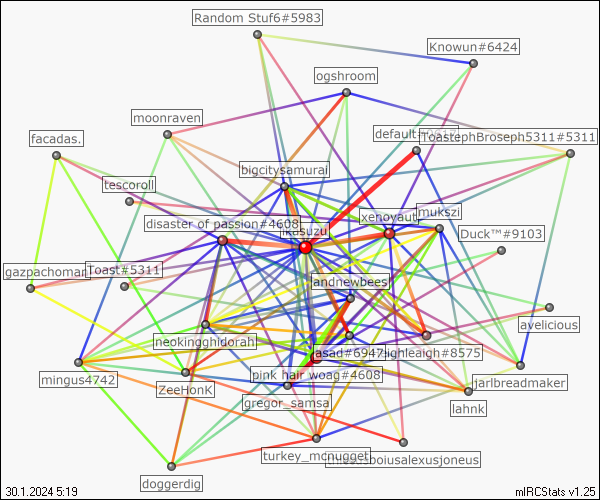 Random Stuf6#5983
Knowun#6424
ogshroom
moonraven
default
ToastephBroseph5311#5311
facadas.
bigcitysamurai
tescoroll
disaster of passion#4608
kasuzu
xenoyaut
mukszi
Duck™#9103
gazpachoman
Toast#5311
andnewbees
avelicious
neokingghidorah
asad#6947
ighleigh#8575
mingus4742
ZeeHonk
pink hair woag#4608
jarlbreadmaker
gregor_samsa
lahnk
turkey_mcnugget
boiusalexusjoneus
doggerdig
30.1.2024 5:19
mIRCStats v1.25